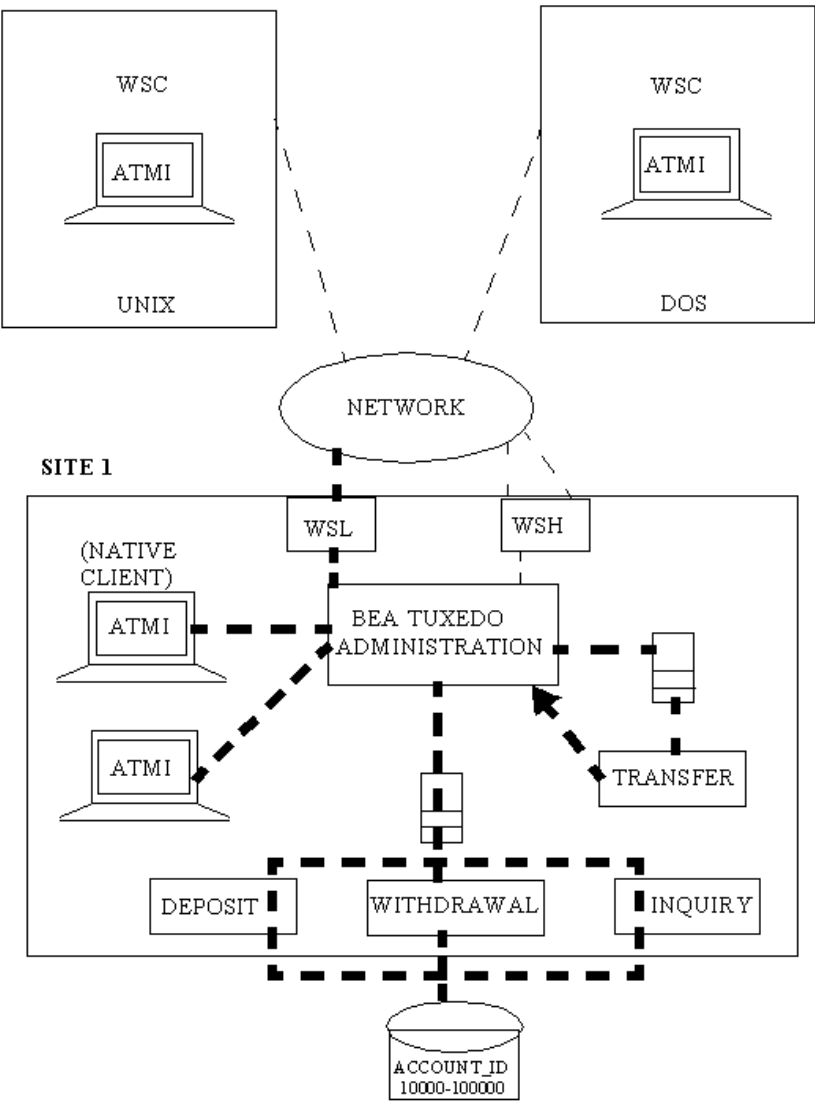 WSC
ATMI
UNIX
WSC
ATMI
DOS
NETWORK
SITE 1
WSL
WSH
(NATIVE
CLIENT)
ATMI
BEA TUXEDO
ADMINISTRATION
ATMI
TRANSFER
DEPOSIT
WITHDRAWAL
INQUIRY
ACCOUNT_ID
10000-100000